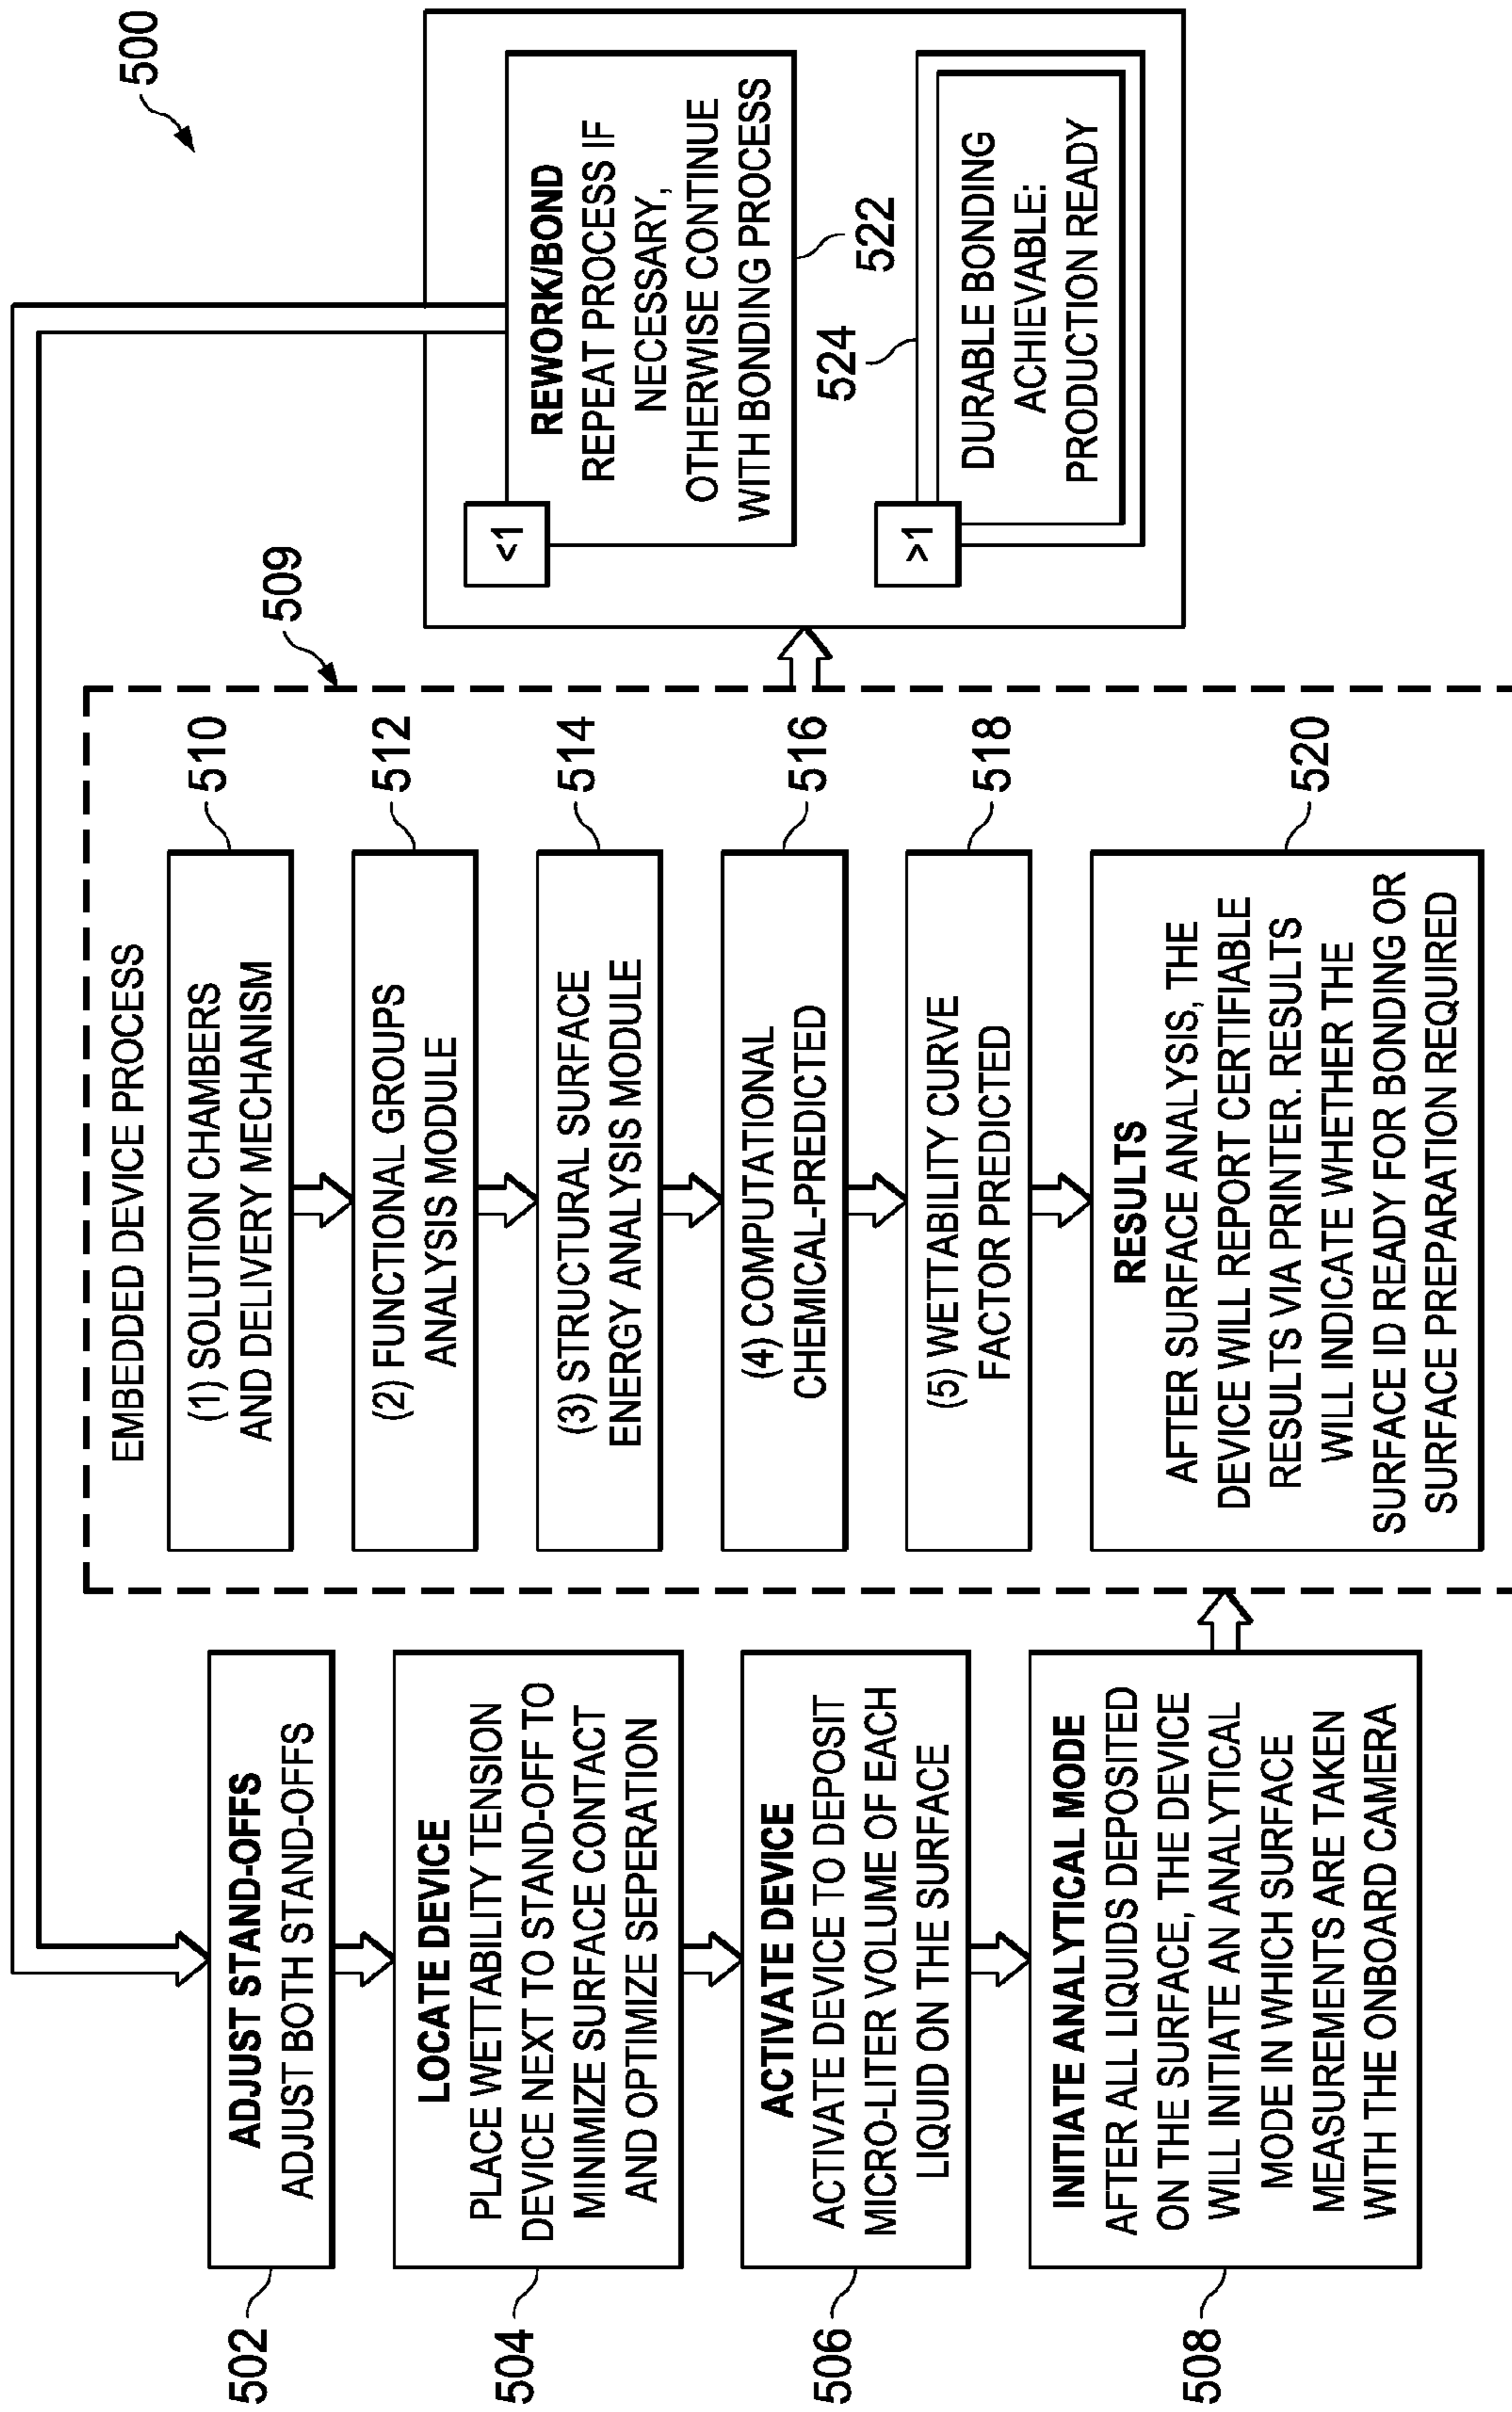 500
502
ADJUST STAND-OFFS
ADJUST BOTH STAND-OFFS
504
LOCATE DEVICE
PLACE WETTABILITY TENSION
DEVICE NEXT TO STAND-OFF TO
MINIMIZE SURFACE CONTACT
AND OPTIMIZE SEPERATION
506
ACTIVATE DEVICE
ACTIVATE DEVICE TO DEPOSIT
MICRO-LITER VOLUME OF EACH
LIQUID ON THE SURFACE
508
INITIATE ANALYTICAL MODE
AFTER ALL LIQUIDS DEPOSITED
ON THE SURFACE, THE DEVICE
WILL INITIATE AN ANALYTICAL
MODE IN WHICH SURFACE
MEASUREMENTS ARE TAKEN
WITH THE ONBOARD CAMERA
509
EMBEDDED DEVICE PROCESS
(1) SOLUTION CHAMBERS
AND DELIVERY MECHANISM
510
(2) FUNCTIONAL GROUPS
ANALYSIS MODULE
512
(3) STRUCTURAL SURFACE
ENERGY ANALYSIS MODULE
514
(4) COMPUTATIONAL
CHEMICAL-PREDICTED
516
(5) WETTABILITY CURVE
FACTOR PREDICTED
518
RESULTS
AFTER SURFACE ANALYSIS, THE
DEVICE WILL REPORT CERTIFIABLE
RESULTS VIA PRINTER. RESULTS
WILL INDICATE WHETHER THE
SURFACE ID READY FOR BONDING OR
SURFACE PREPARATION REQUIRED
520
<1
REWORK/BOND
REPEAT PROCESS IF
NECESSARY,
OTHERWISE CONTINUE
WITH BONDING PROCESS
522
524
>1
DURABLE BONDING
ACHIEVABLE:
PRODUCTION READY